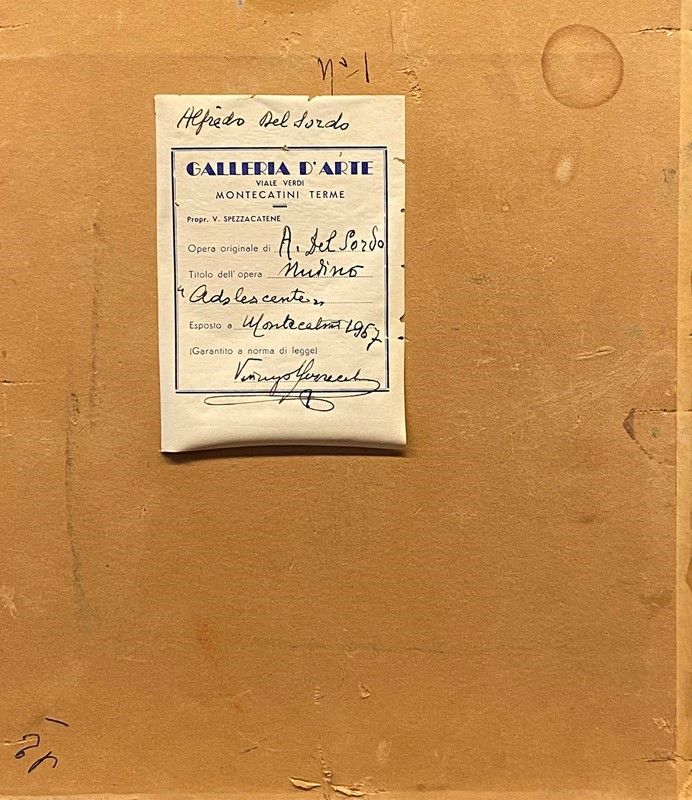 n° 1
Alfredo Del Sordo
GALLERIA D'ARTE
VIALE VERDI
MONTECATINI TERME
Propr. V. SPEZZACATENE
Opera originale di A. Del Sordo
Titolo dell'opera Nudino
"Adolescente"
Esposto a Montecatini 1967
(Garantito a norma di legge)